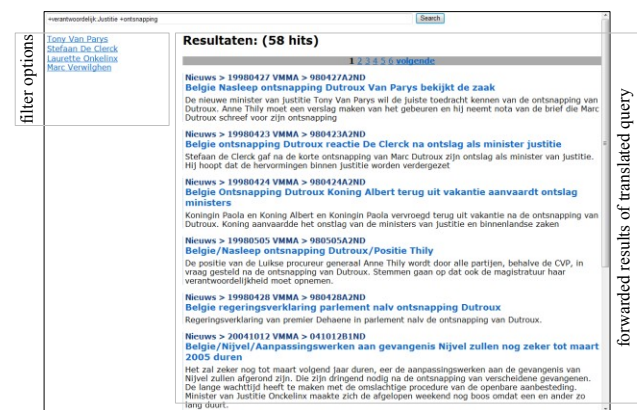 +verantwoordelijk Justitie +ontsnapping
Search
filter options
Tony Van Parys
Stefaan De Clerck
Laurette Onkelinx
Marc Verwilghen
Resultaten: (58 hits)
1 2 3 4 5 6 volgende
Nieuws > 19980427 VMMA > 980427A2ND
Belgie Nasleep ontsnapping Dutroux Van Parys bekijkt de zaak
De nieuwe minister van justitie Tony Van Parys wil de juiste toedracht kennen van de ontsnapping van
Dutroux. Anne Thily moet een verslag maken van het gebeuren en hij neemt nota van de brief die Marc
Dutroux schreef voor zijn ontsnapping
Nieuws > 19980423 VMMA > 980423A2ND
Belgie ontsnapping Dutroux reactie De Clerck na ontslag als minister justitie
Stefaan de Clerck gaf na de korte ontsnapping van Marc Dutroux zijn ontslag als minister van justitie.
Hij hoopt dat de hervormingen binnen justitie worden verdergezet
Nieuws > 19980424 VMMA > 980424A2ND
Belgie Ontsnapping Dutroux Koning Albert terug uit vakantie aanvaardt ontslag
ministers
Koningin Paola en Koning Albert en Koningin Paola vervroegd terug uit vakantie na de ontsnapping van
Dutroux. Koning aanvaardde het onstlag van de ministers van justitie en binnenlandse zaken
Nieuws > 19980505 VMMA > 980505A2ND
Belgie/Nasleep ontsnapping Dutroux/Positie Thily
De positie van de Luikse procureur generaal Anne Thily wordt door alle partijen, behalve de CVP, in
vraag gesteld na de ontsnapping van Dutroux. Stemmen gaan op dat ook de magistratuur haar
verantwoordelijkheid moet opnemen.
Nieuws > 19980428 VMMA > 980428A2ND
Belgie regeringsverklaring parlement nalv ontsnapping Dutroux
Regeringsverklaring van premier Dehaene in parlement nalv de ontsnapping van Dutroux.
Nieuws > 20041012 VMMA > 041012B1ND
Belgie/Nijvel/Aanpassingswerken aan gevangenis Nijvel zullen nog zeker tot maart
2005 duren
Het zal zeker nog tot maart volgend jaar duren, eer de aanpassingswerken aan de gevangenis van
Nijvel zullen afgerond zijn. Die zijn dringend nodig na de ontsnapping van verscheidene gevangenen.
De lange wachttijd heeft te maken met de omslachtige procedure van de openbare aanbesteding.
Minister van Justitie Onckelinx maakte zich de afgelopen weekend nog boos omdat een en ander zo
lang duurt.
forwarded results of translated query